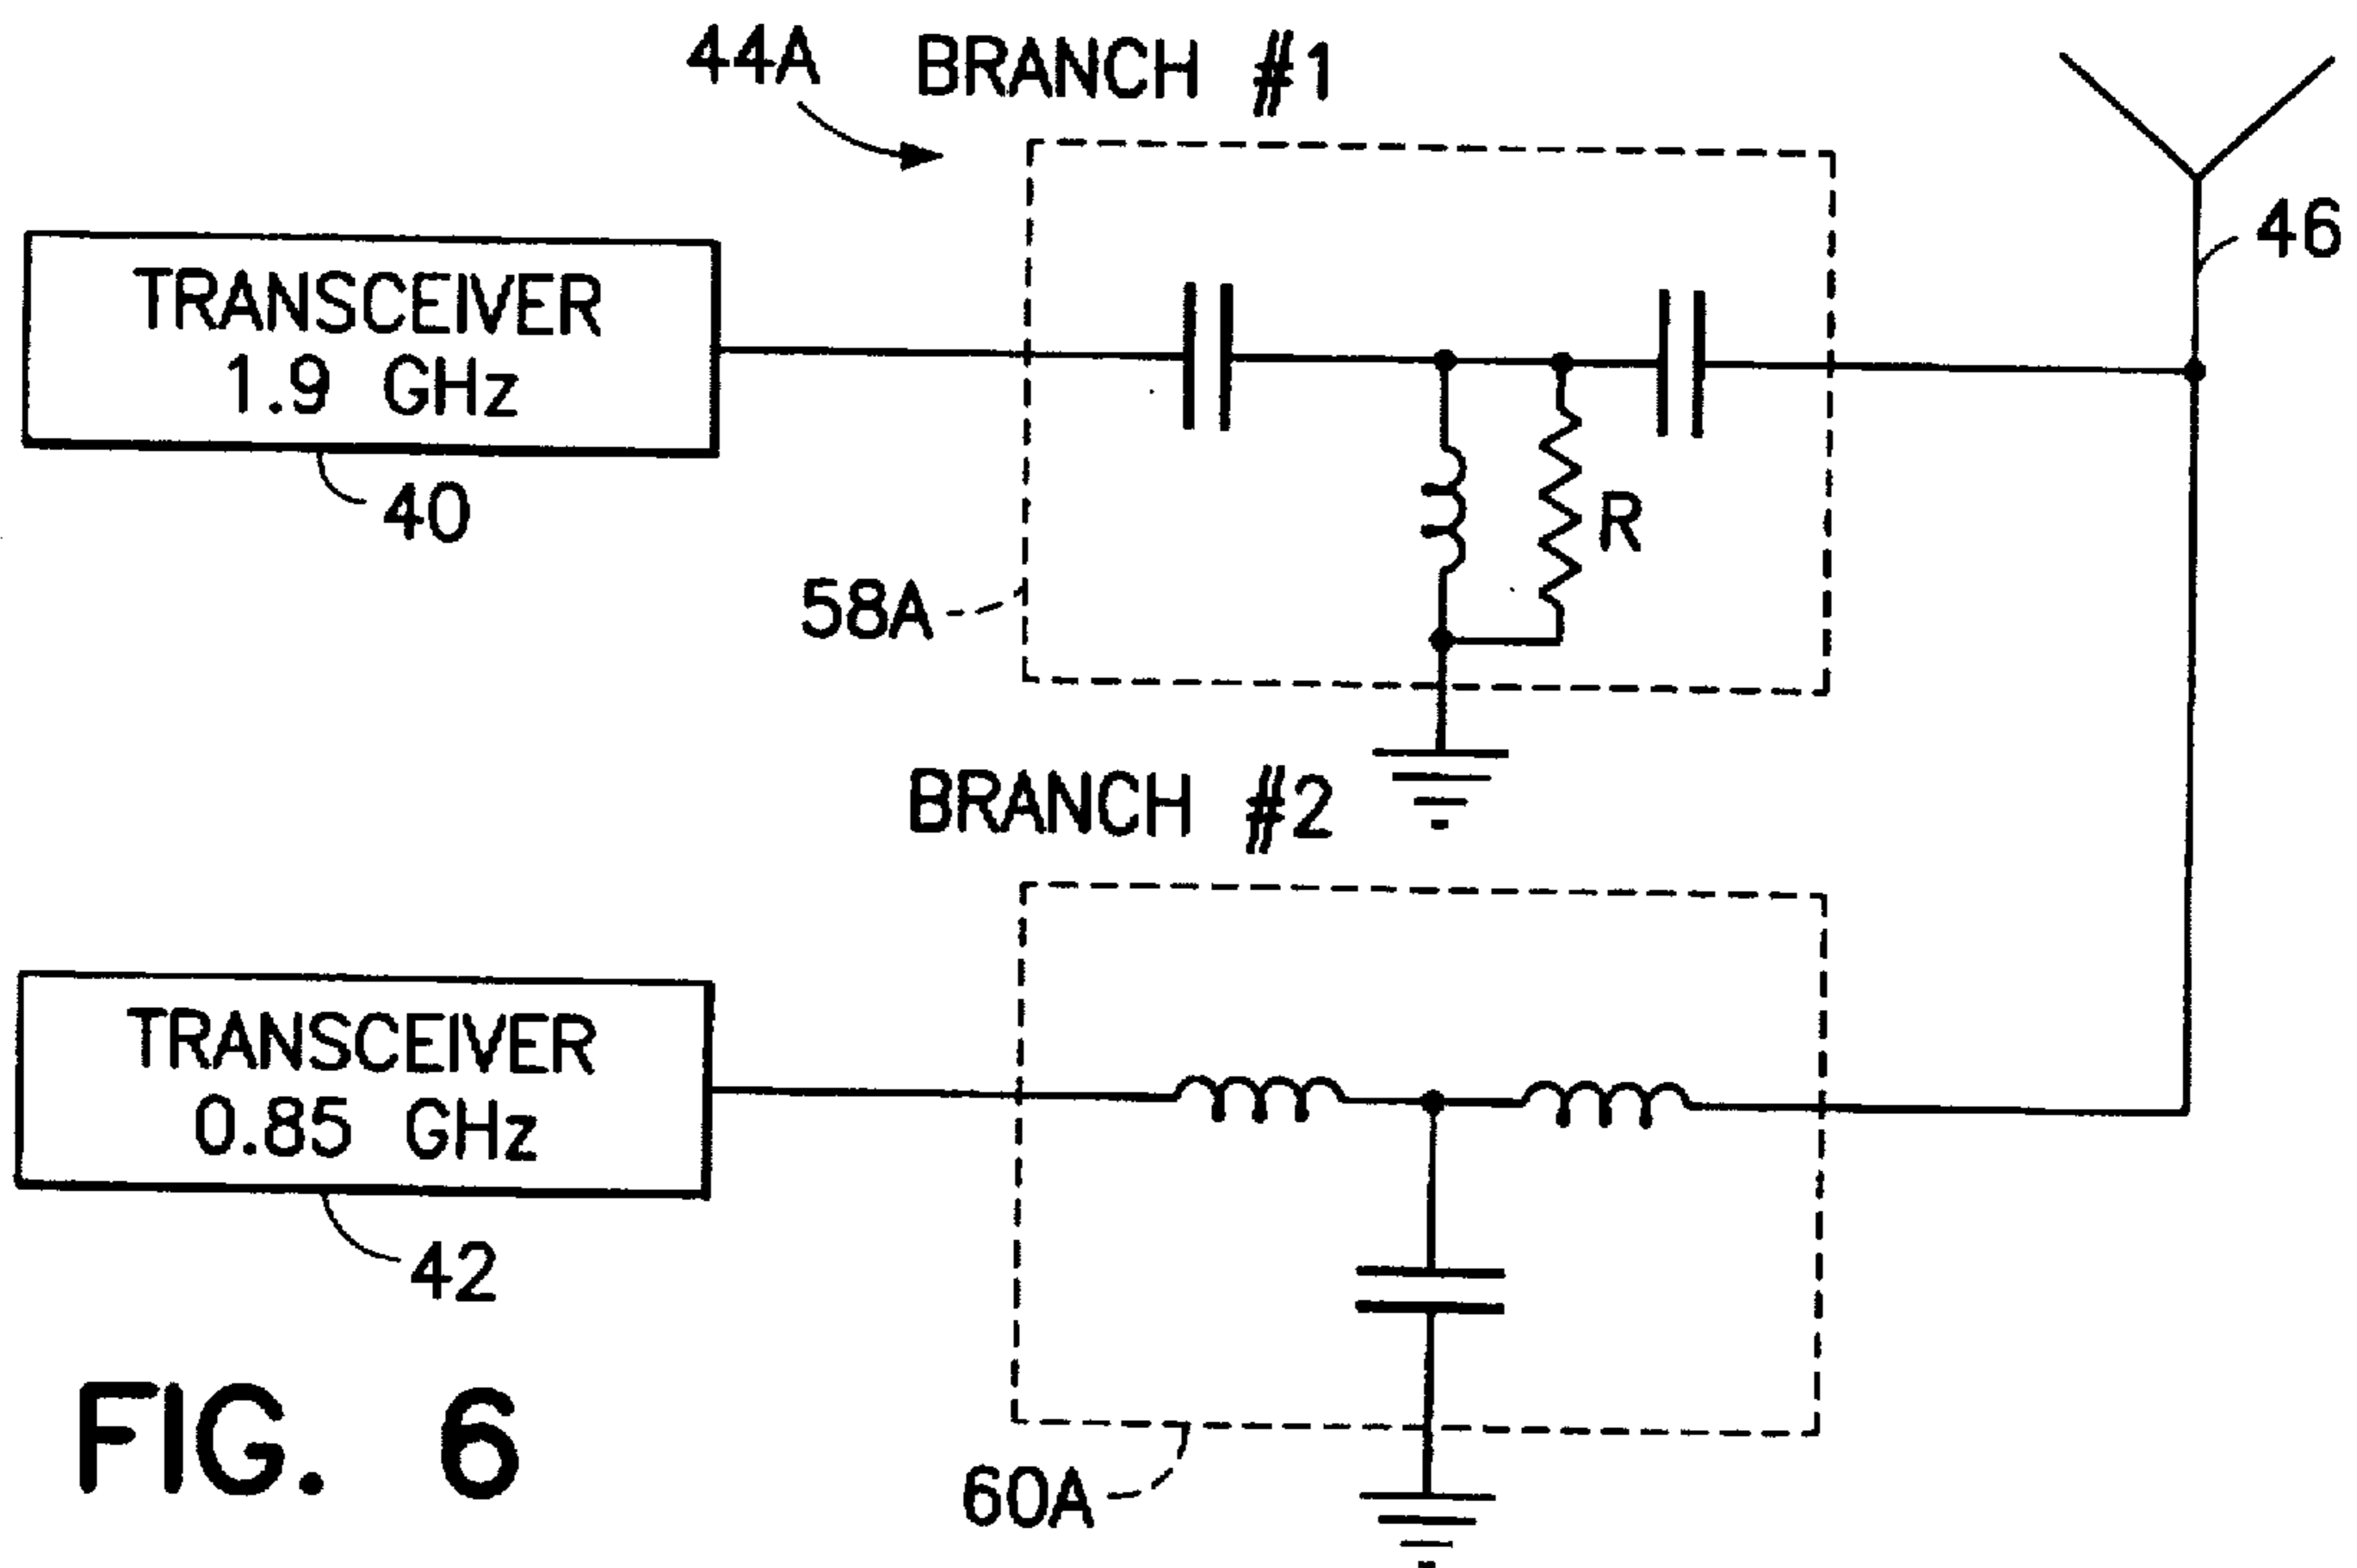 44A
BRANCH #1
46
TRANSCEIVER
1.9 GHz
40
R
58A
BRANCH #2
TRANSCEIVER
0.85 GHz
42
60A
FIG. 6